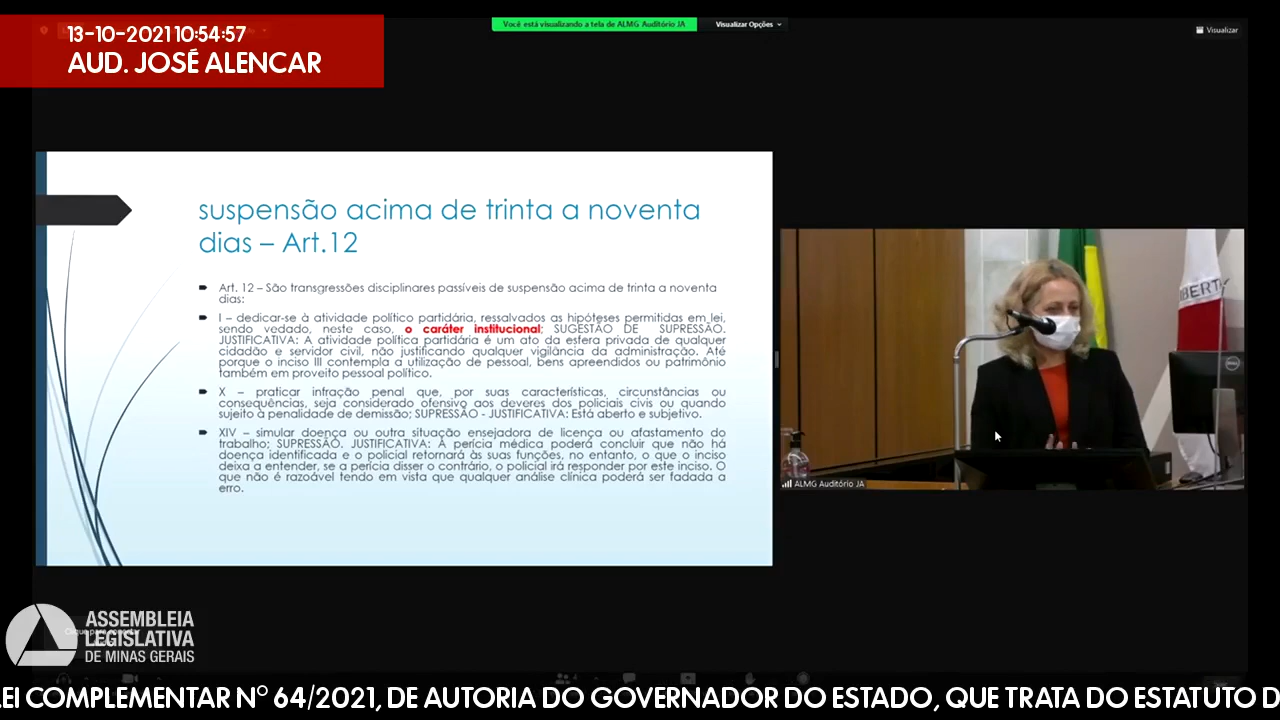 13-10-2021 10:54:57
AUD. JOSÉ ALENCAR
Você está visualizando a tela de ALMG Auditório JA
Visualizar Opções
Visualizar
suspensão acima de trinta a noventa
dias – Art.12
Art. 12 – São transgressões disciplinares passíveis de suspensão acima de trinta a noventa
dias:
I – dedicar-se à atividade político partidária, ressalvados as hipóteses permitidas em lei,
sendo vedado, neste caso, o caráter institucional; SUGESTÃO DE SUPRESSÃO.
JUSTIFICATIVA: A atividade política partidária é um ato da esfera privada de qualquer
cidadão e servidor civil, não justificando qualquer vigilância da administração. Até
porque o inciso III contempla a utilização de pessoal, bens apreendidos ou patrimônio
também em proveito pessoal político.
X – praticar infração penal que, por suas características, circunstâncias ou
consequências, seja considerado ofensivo aos deveres dos policiais civis ou quando
sujeito à penalidade de demissão; SUPRESSÃO - JUSTIFICATIVA: Está aberto e subjetivo.
XIV – simular doença ou outra situação ensejadora de licença ou afastamento do
trabalho; SUPRESSÃO. JUSTIFICATIVA: A perícia médica poderá concluir que não há
doença identificada e o policial retornará às suas funções, no entanto, o que o inciso
deixa a entender, se a perícia disser o contrário, o policial irá responder por este inciso. O
que não é razoável tendo em vista que qualquer análise clínica poderá ser fadada a
erro.
IBERT
DELL
ALMG Auditório JA
ASSEMBLEIA
LEGISLATIVA
DE MINAS GERAIS
LEI COMPLEMENTAR Nº 64/2021, DE AUTORIA DO GOVERNADOR DO ESTADO, QUE TRATA DO ESTATUTO D